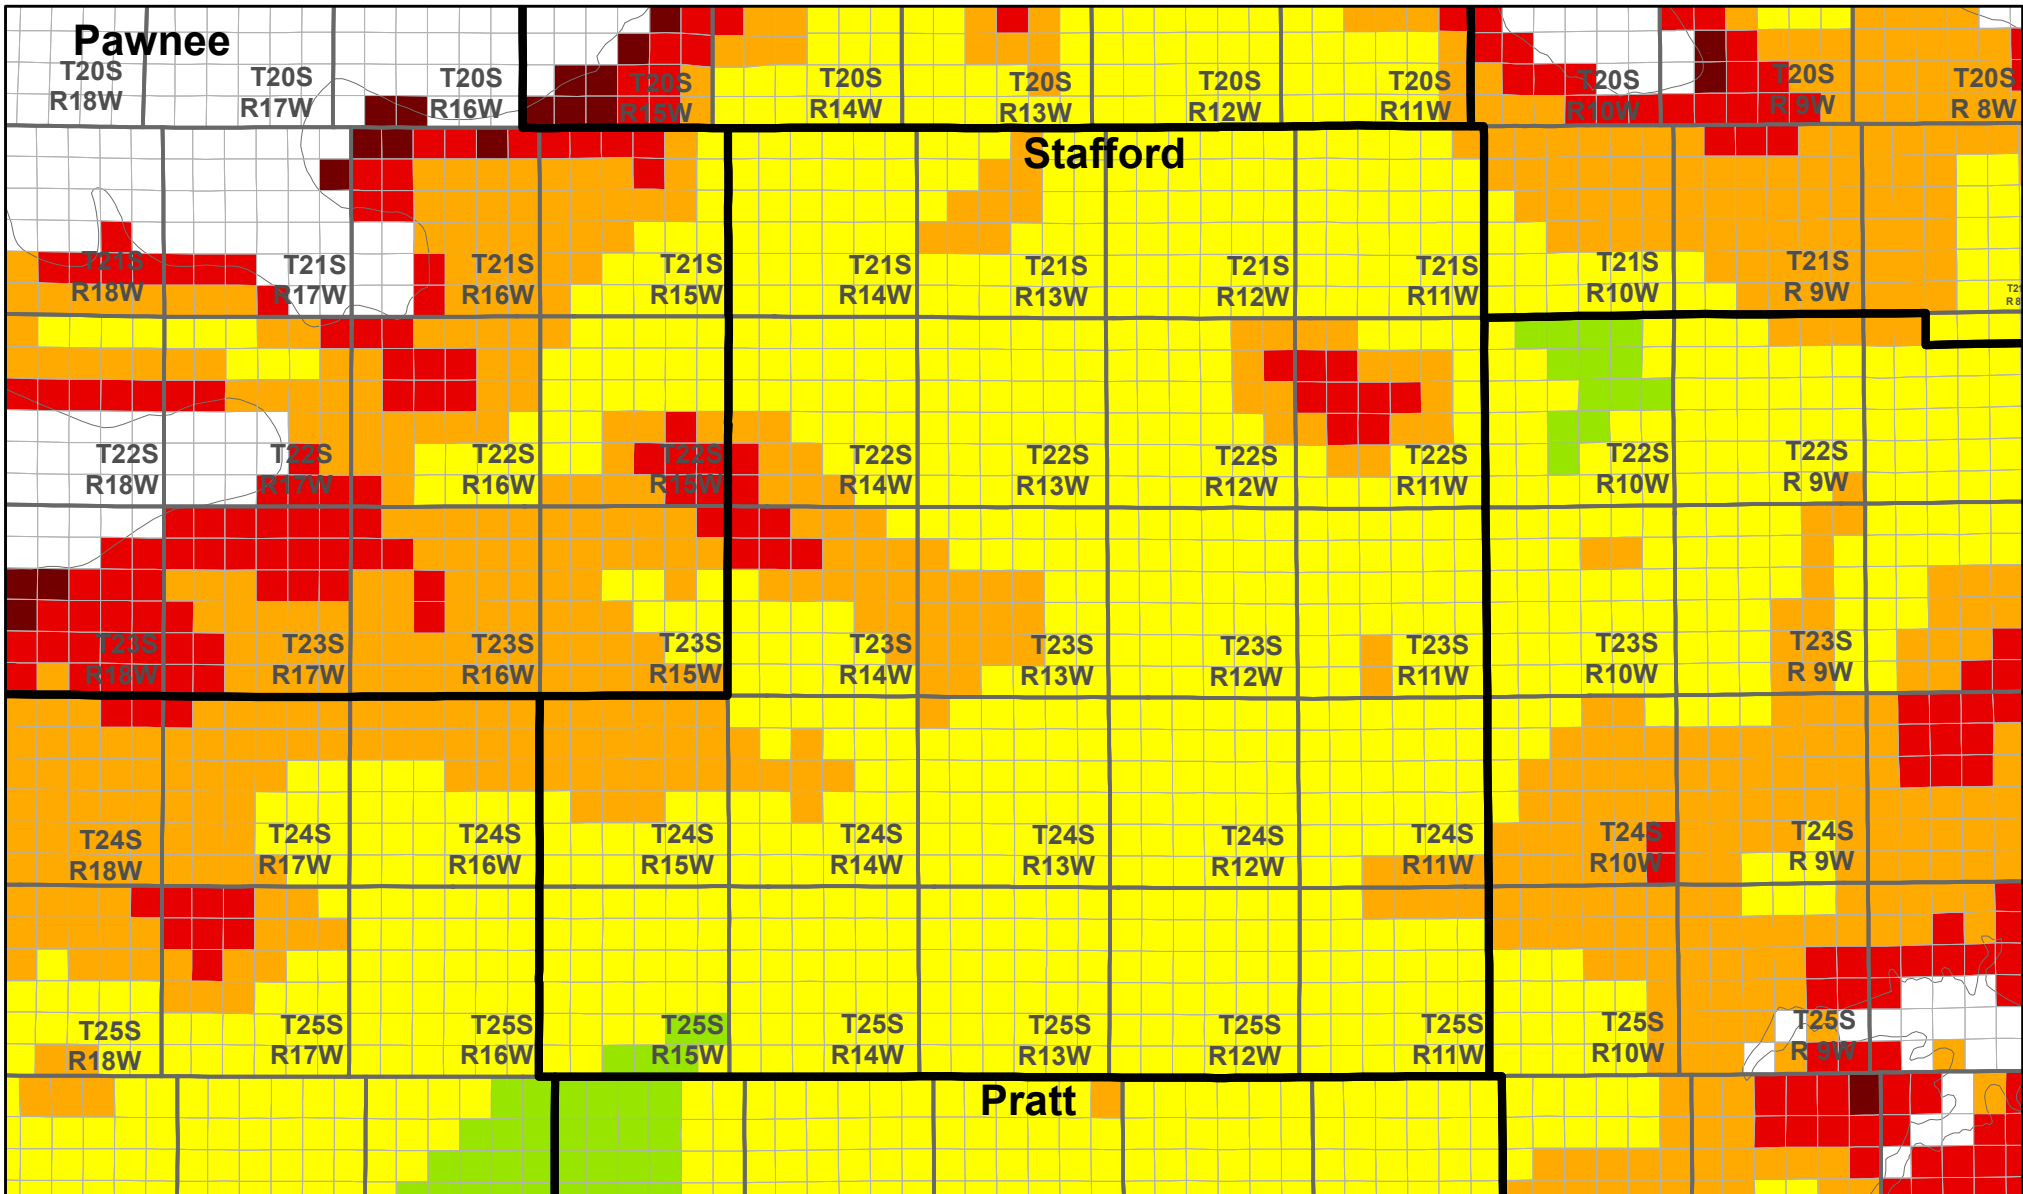 Pawnee
T20S
R18W
T20S
R17W
T20S
R16W
T20S
R15W
T20S
R14W
T20S
R13W
T20S
R12W
T20S
R11W
T20S
R10W
T20S
R 9W
T20S
R 8W
Stafford
T21S
R18W
T21S
R17W
T21S
R16W
T21S
R15W
T21S
R14W
T21S
R13W
T21S
R12W
T21S
R11W
T21S
R10W
T21S
R 9W
T21
R 8
T22S
R18W
T22S
R17W
T22S
R16W
T22S
R15W
T22S
R14W
T22S
R13W
T22S
R12W
T22S
R11W
T22S
R10W
T22S
R 9W
T23S
R18W
T23S
R17W
T23S
R16W
T23S
R15W
T23S
R14W
T23S
R13W
T23S
R12W
T23S
R11W
T23S
R10W
T23S
R 9W
T24S
R18W
T24S
R17W
T24S
R16W
T24S
R15W
T24S
R14W
T24S
R13W
T24S
R12W
T24S
R11W
T24S
R10W
T24S
R 9W
T25S
R18W
T25S
R17W
T25S
R16W
T25S
R15W
T25S
R14W
T25S
R13W
T25S
R12W
T25S
R11W
T25S
R10W
T25S
R 9W
Pratt